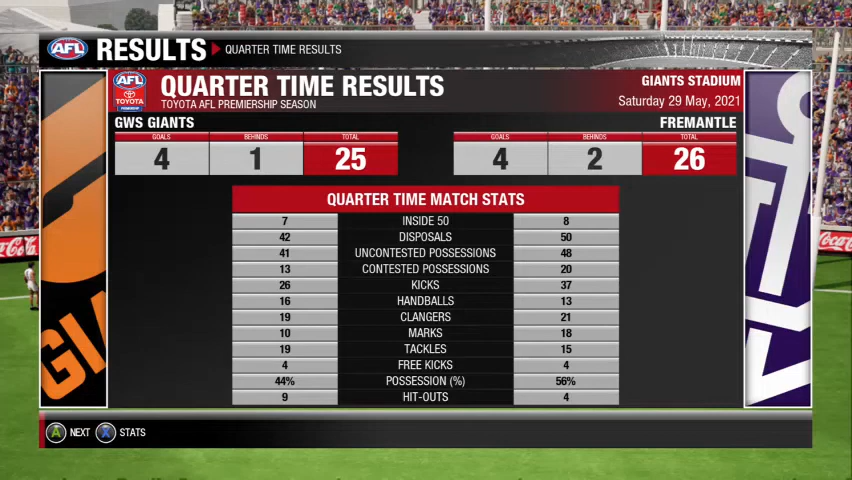 AFL RESULTS QUARTER TIME RESULTS
AFL
TOYOTA
PREMIERSHIP
QUARTER TIME RESULTS
TOYOTA AFL PREMIERSHIP SEASON
GIANTS STADIUM
Saturday 29 May, 2021
GWS GIANTS FREMANTLE
GOALS BEHINDS TOTAL GOALS BEHINDS TOTAL
4 1 25 4 2 26
QUARTER TIME MATCH STATS
7 INSIDE 50 8
42 DISPOSALS 50
41 UNCONTESTED POSSESSIONS 48
13 CONTESTED POSSESSIONS 20
26 KICKS 37
16 HANDBALLS 13
19 CLANGERS 21
10 MARKS 18
19 TACKLES 15
4 FREE KICKS 4
44% POSSESSION (%) 56%
9 HIT-OUTS 4
Coca-Cola
Coca
GIA
A NEXT X STATS